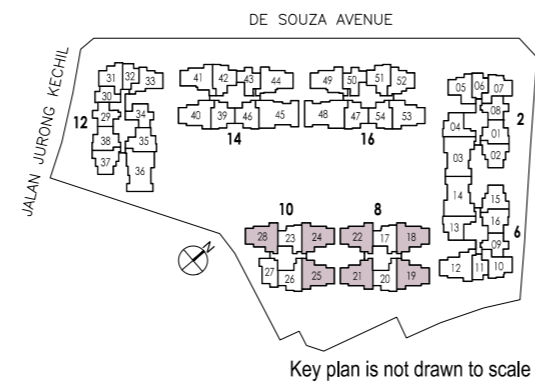 DE SOUZA AVENUE
JALAN JURONG KECHIL
31 32 33
30
29 34
12
38 35
37 36
41 42 43 44
40 39 46 45
14
49 50 51 52
48 47 54 53
16
05 06 07
08
04 01 2
03 02
14 15
13 16
09 6
12 11 10
10
28 23 24
27 26 25
8
22 17 18
21 20 19
N
Key plan is not drawn to scale